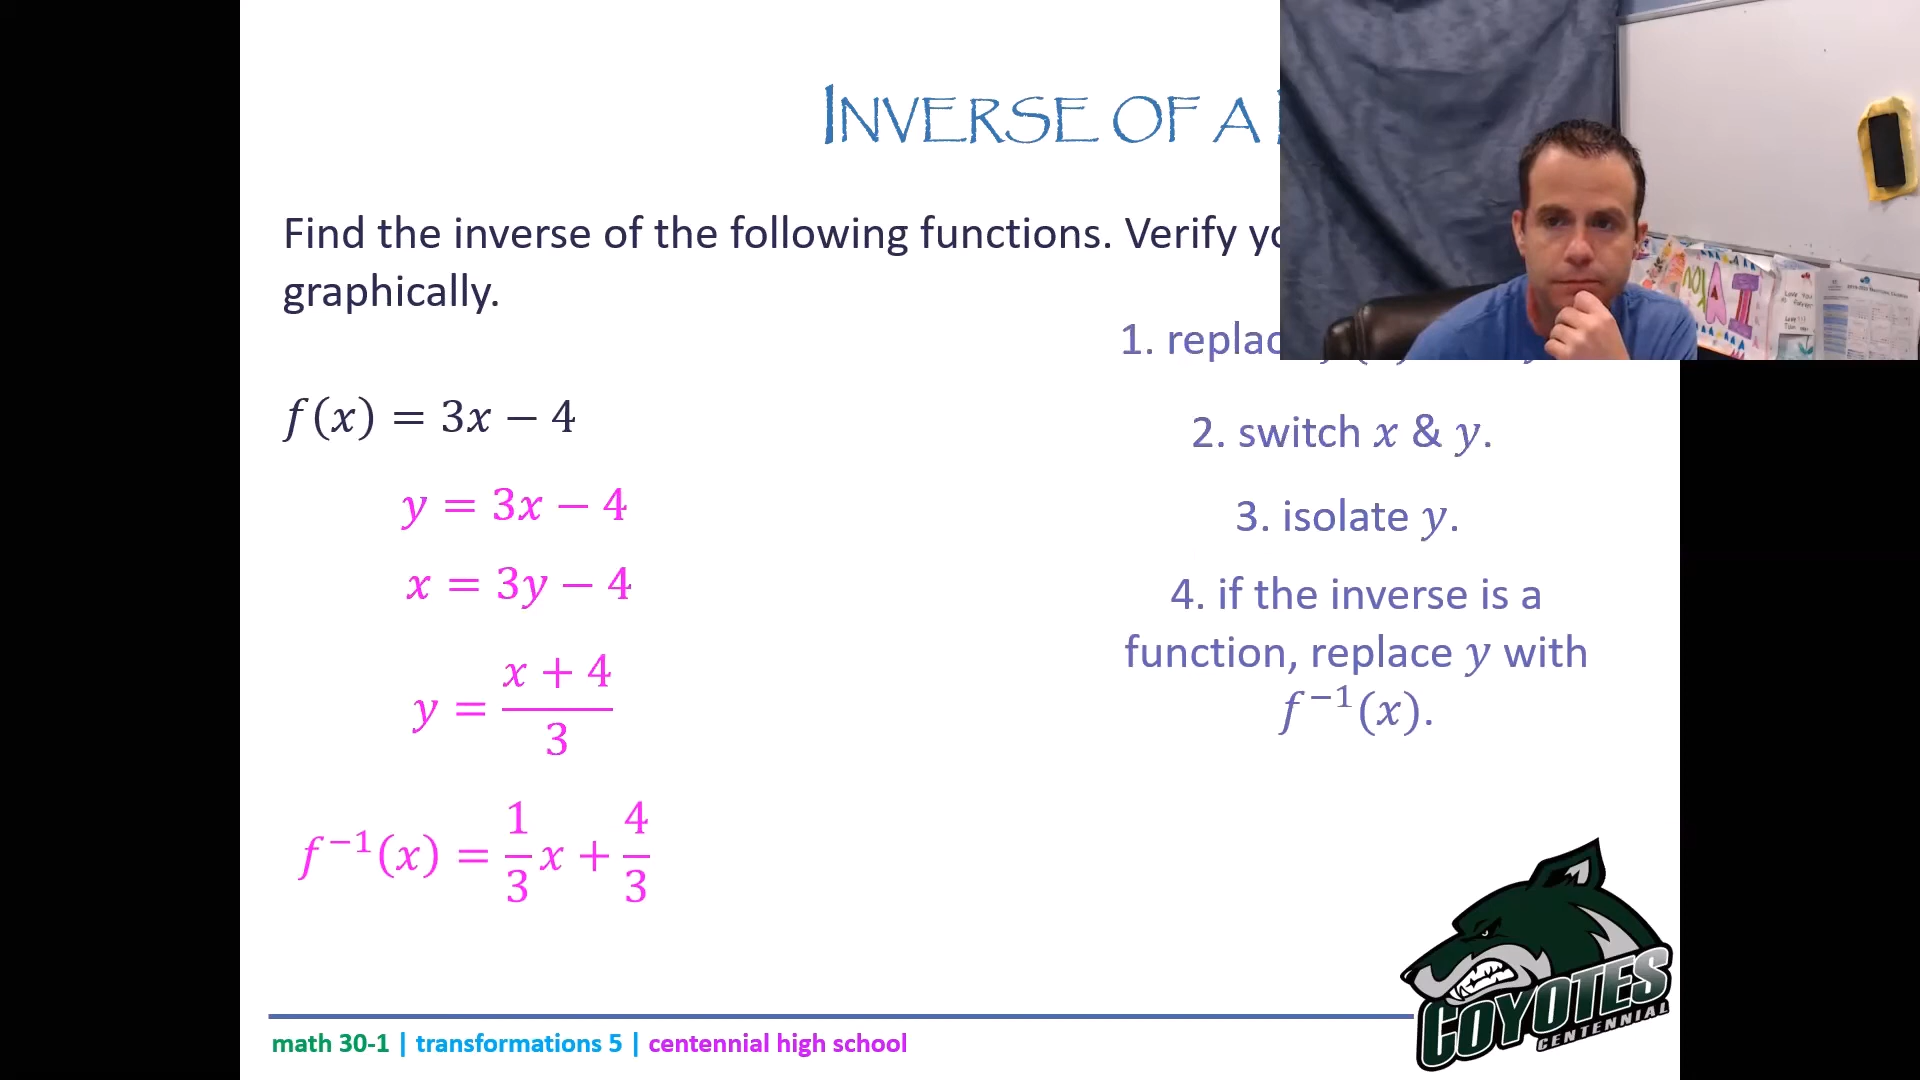 INVERSE OF A
Find the inverse of the following functions. Verify
graphically.
1. replac
f(x) = 3x − 4
2. switch x & y.
y = 3x − 4
3. isolate y.
x = 3y − 4
4. if the inverse is a
function, replace y with
f⁻¹(x).
y = (x + 4)/3
f⁻¹(x) = 1/3 x + 4/3
COYOTES
CENTENNIAL
math 30-1 | transformations 5 | centennial high school